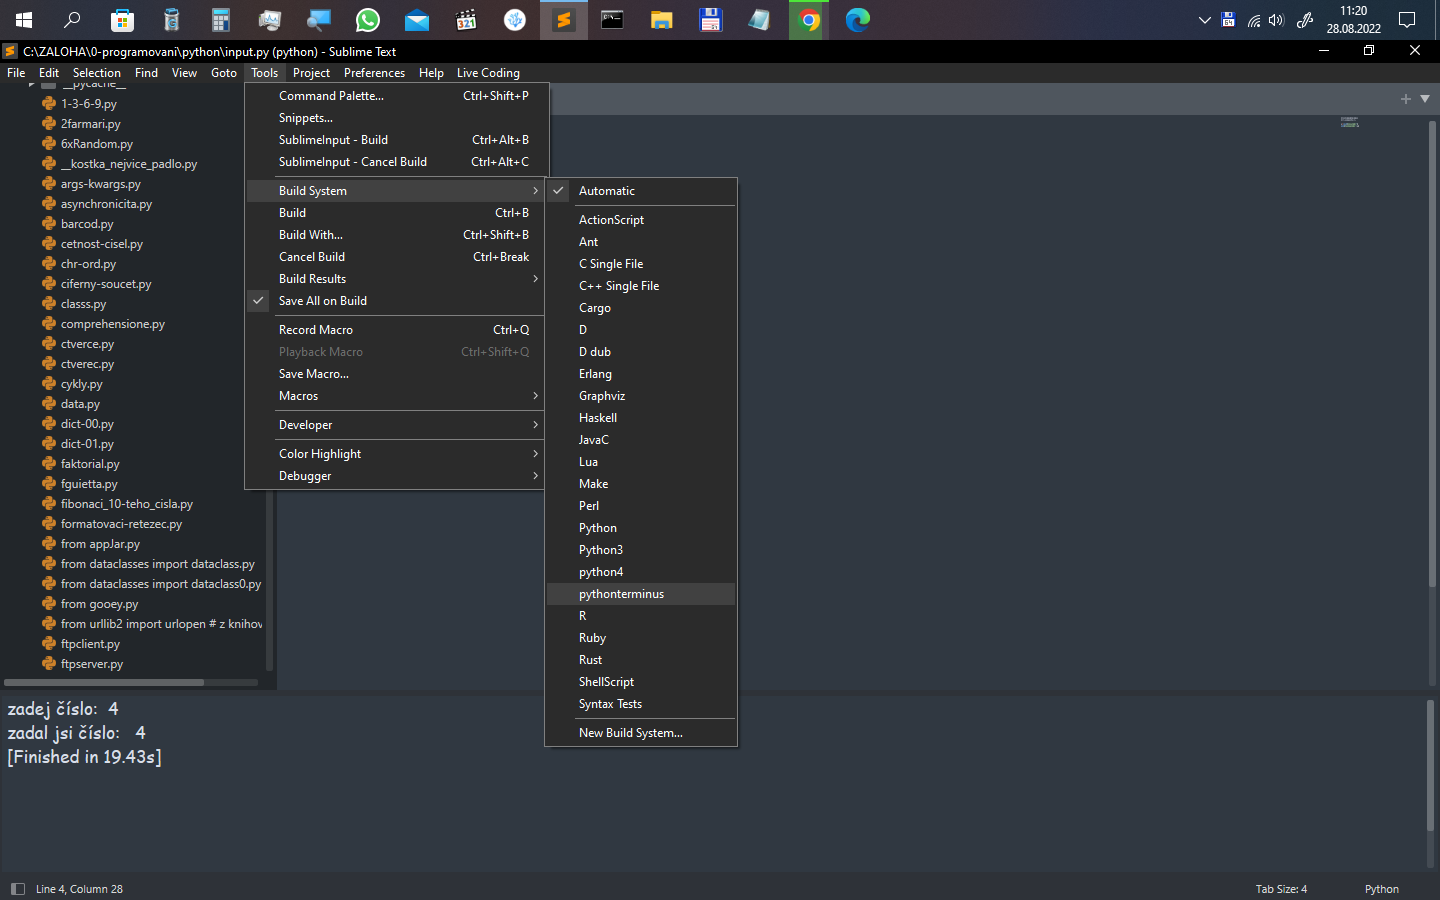 11:20
28.08.2022
C:\ZALOHA\0-programovani\python\input.py (python) - Sublime Text
File Edit Selection Find View Goto Tools Project Preferences Help Live Coding
__pycache__
1-3-6-9.py
2farmari.py
6xRandom.py
__kostka_nejvice_padlo.py
args-kwargs.py
asynchronicita.py
barcod.py
cetnost-cisel.py
chr-ord.py
ciferny-soucet.py
classs.py
comprehensione.py
ctverce.py
ctverec.py
cykly.py
data.py
dict-00.py
dict-01.py
faktorial.py
fguietta.py
fibonaci_10-teho_cisla.py
formatovaci-retezec.py
from appJar.py
from dataclasses import dataclass.py
from dataclasses import dataclass0.py
from gooey.py
from urllib2 import urlopen # z knihov
ftpclient.py
ftpserver.py
Command Palette... Ctrl+Shift+P
Snippets...
SublimeInput - Build Ctrl+Alt+B
SublimeInput - Cancel Build Ctrl+Alt+C
Build System
Build Ctrl+B
Build With... Ctrl+Shift+B
Cancel Build Ctrl+Break
Build Results
Save All on Build
Record Macro Ctrl+Q
Playback Macro Ctrl+Shift+Q
Save Macro...
Macros
Developer
Color Highlight
Debugger
Automatic
ActionScript
Ant
C Single File
C++ Single File
Cargo
D
D dub
Erlang
Graphviz
Haskell
JavaC
Lua
Make
Perl
Python
Python3
python4
pythonterminus
R
Ruby
Rust
ShellScript
Syntax Tests
New Build System...
zadej číslo: 4
zadal jsi číslo: 4
[Finished in 19.43s]
Line 4, Column 28
Tab Size: 4
Python